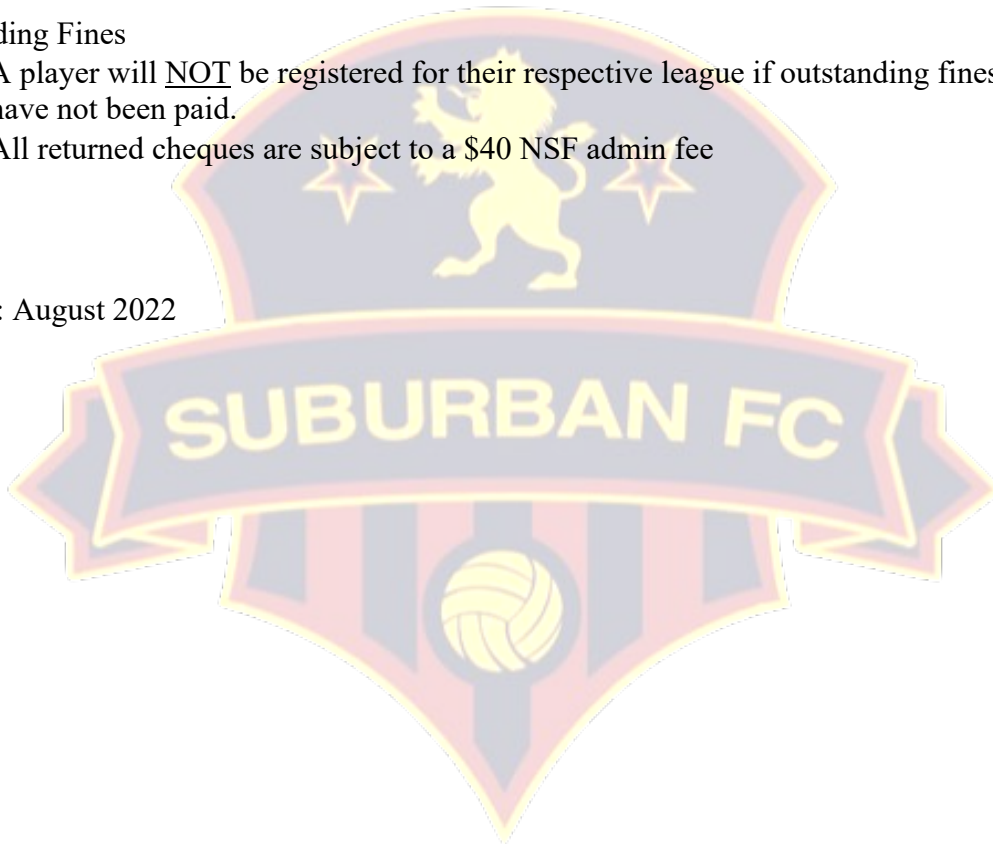 ding Fines
A player will NOT be registered for their respective league if outstanding fines
have not been paid.
All returned cheques are subject to a $40 NSF admin fee
: August 2022
SUBURBAN FC